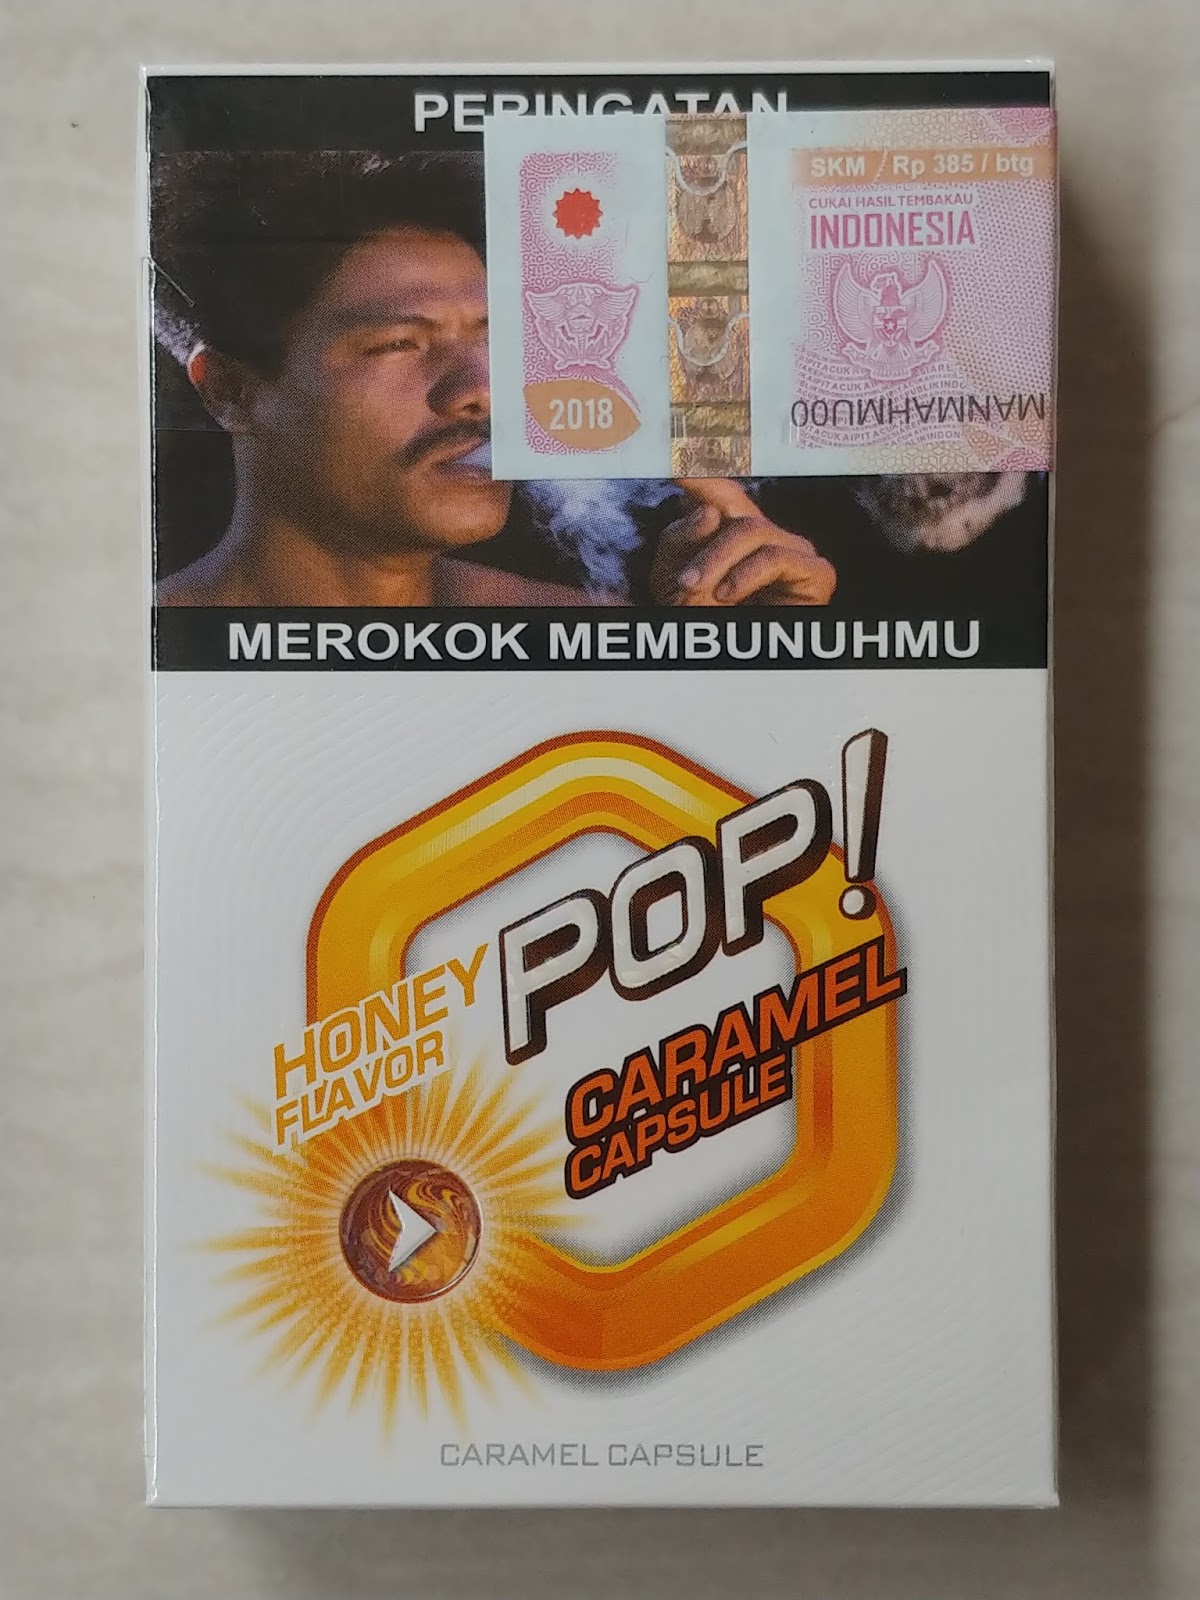 PERINGATAN
SKM / Rp 385 / btg
CUKAI HASIL TEMBAKAU
INDONESIA
2018
MANMAHMU00
MEROKOK MEMBUNUHMU
POP!
HONEY
FLAVOR
CARAMEL
CAPSULE
CARAMEL CAPSULE